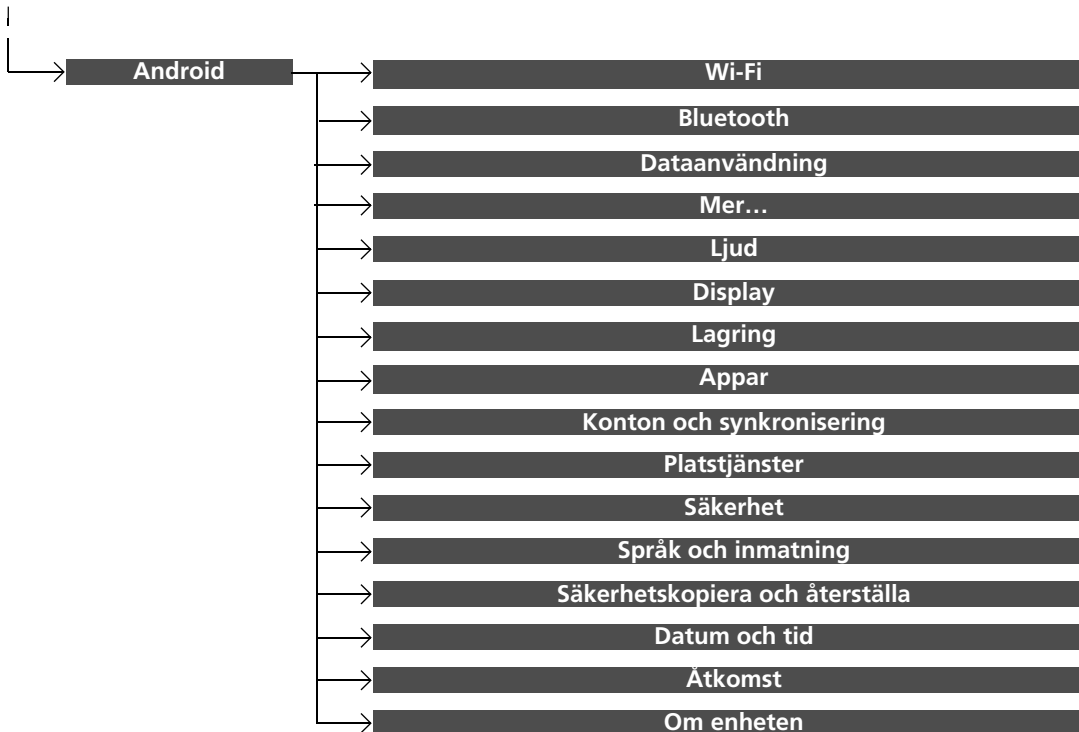 Android
Wi-Fi
Bluetooth
Dataanvändning
Mer…
Ljud
Display
Lagring
Appar
Konton och synkronisering
Platstjänster
Säkerhet
Språk och inmatning
Säkerhetskopiera och återställa
Datum och tid
Åtkomst
Om enheten